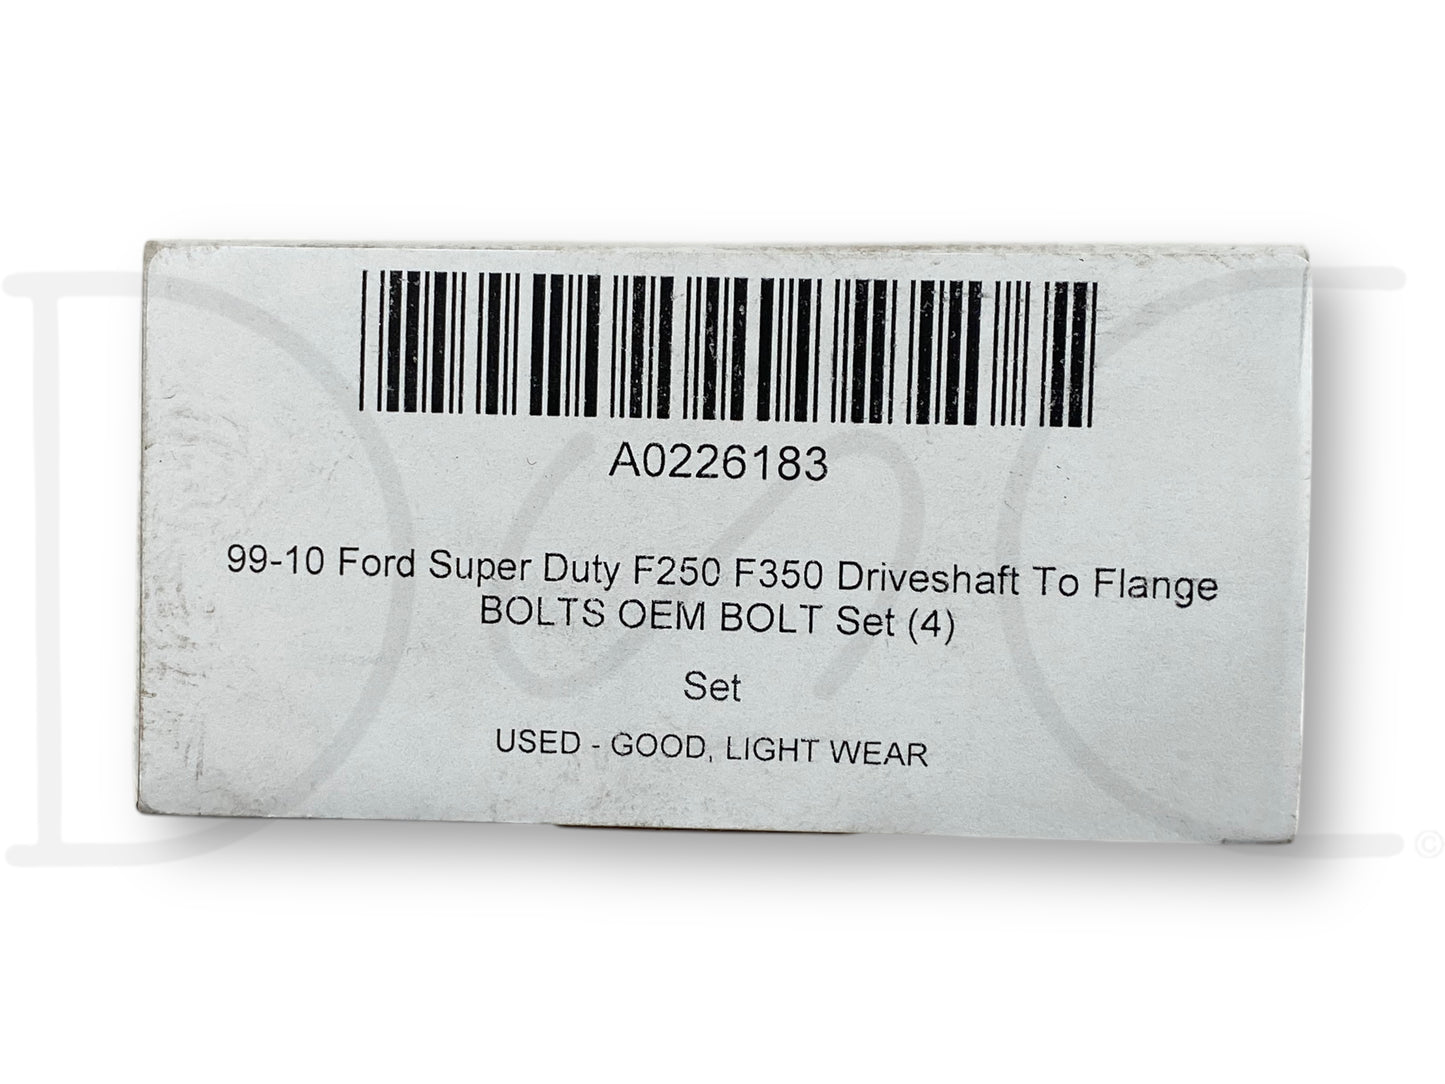 A0226183
99-10 Ford Super Duty F250 F350 Driveshaft To Flange
BOLTS OEM BOLT Set (4)
Set
USED - GOOD, LIGHT WEAR
DSC
©